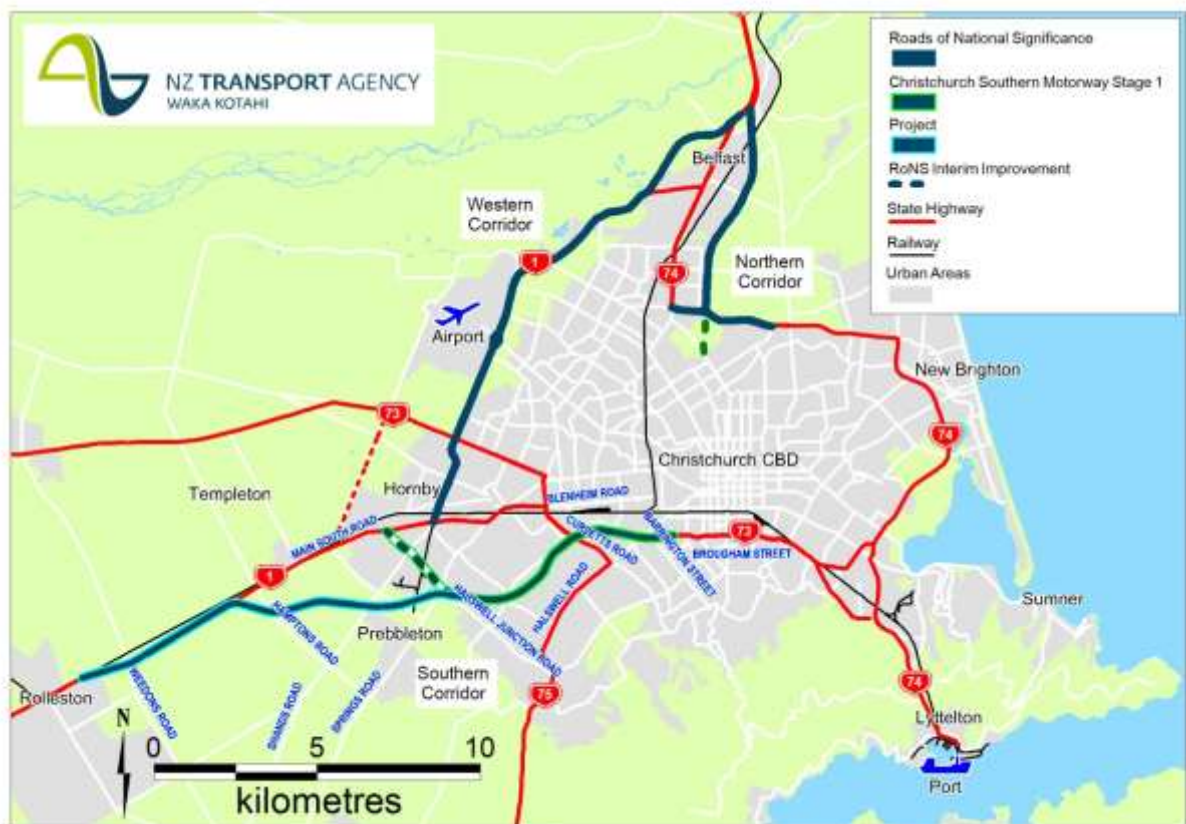 NZ TRANSPORT AGENCY
WAKA KOTAHI
Roads of National Significance
Christchurch Southern Motorway Stage 1
Project
RoNS Interim Improvement
State Highway
Railway
Urban Areas
Belfast
Western
Corridor
1
74
Northern
Corridor
Airport
New Brighton
73
74
Christchurch CBD
Templeton
Hornby
BLENHEIM ROAD
MAIN SOUTH ROAD
CURLETTS ROAD
BARRINGTON STREET
73
BROUGHAM STREET
1
HALSWELL JUNCTION ROAD
HALSWELL ROAD
HAMPTONS ROAD
Prebbleton
Sumner
Southern
Corridor
Rolleston
WEEDONS ROAD
SHANDS ROAD
SPRINGS ROAD
75
74
Lyttelton
Port
N
0 5 10
kilometres